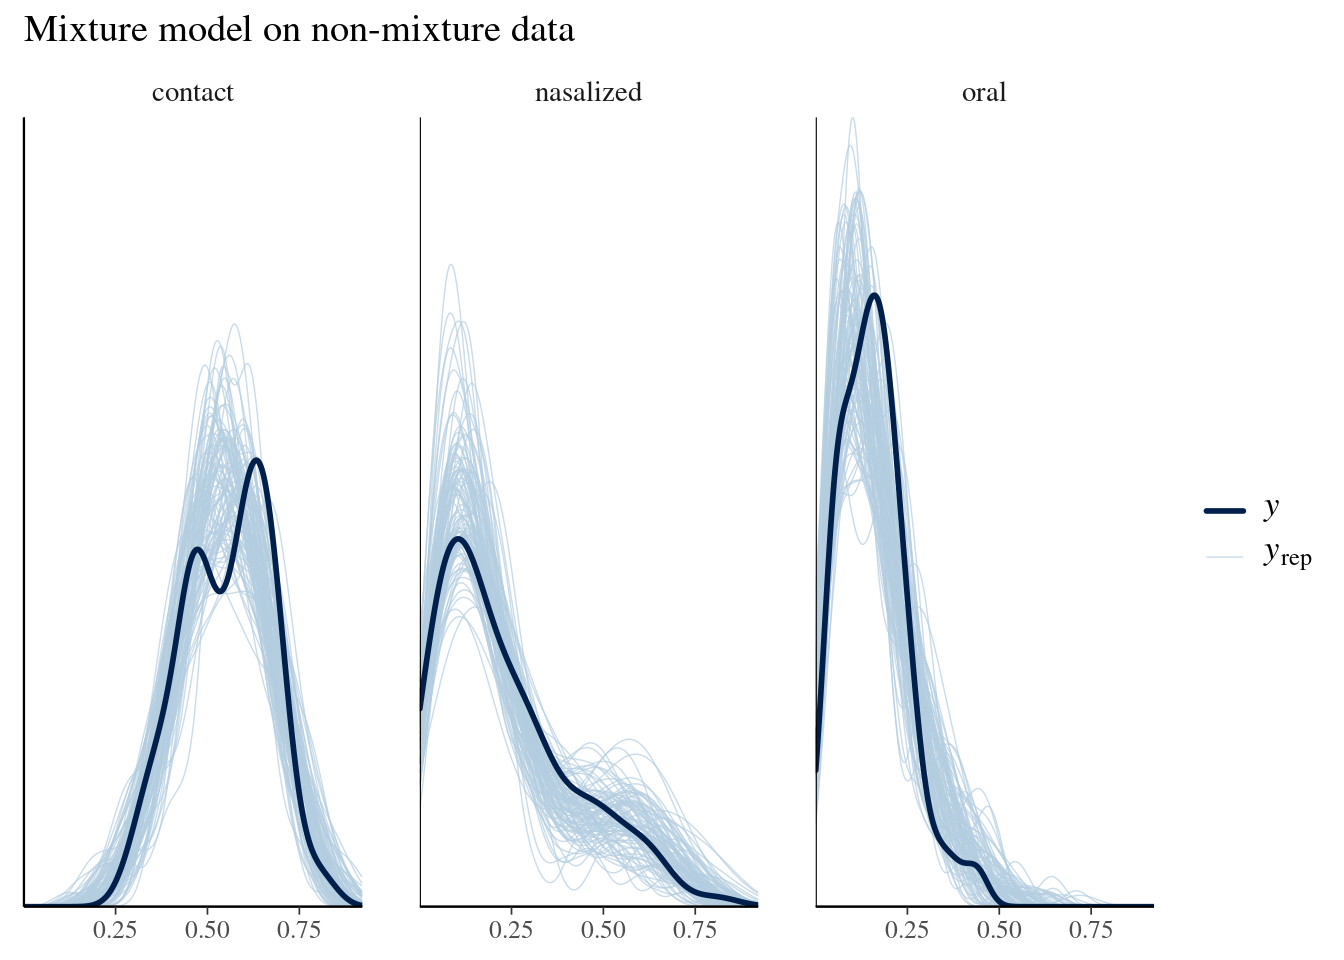 Mixture model on non-mixture data
contact nasalized oral
y
yrep
0.25 0.50 0.75 0.25 0.50 0.75 0.25 0.50 0.75